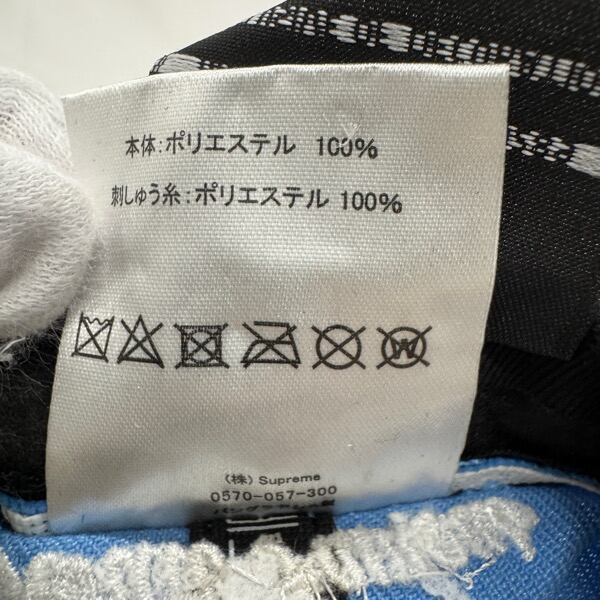 本体:ポリエステル 100%
刺しゅう糸:ポリエステル 100%
W
(株) Supreme
0570-057-300